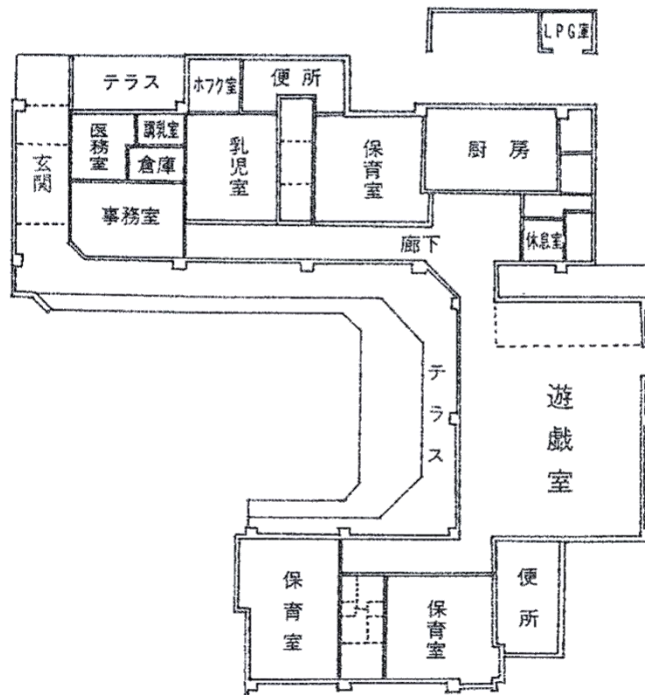 LPG庫
テラス
ホフク室
便所
医務室
調乳室
倉庫
乳児室
保育室
厨房
玄関
事務室
廊下
休息室
テラス
遊戯室
保育室
保育室
便所